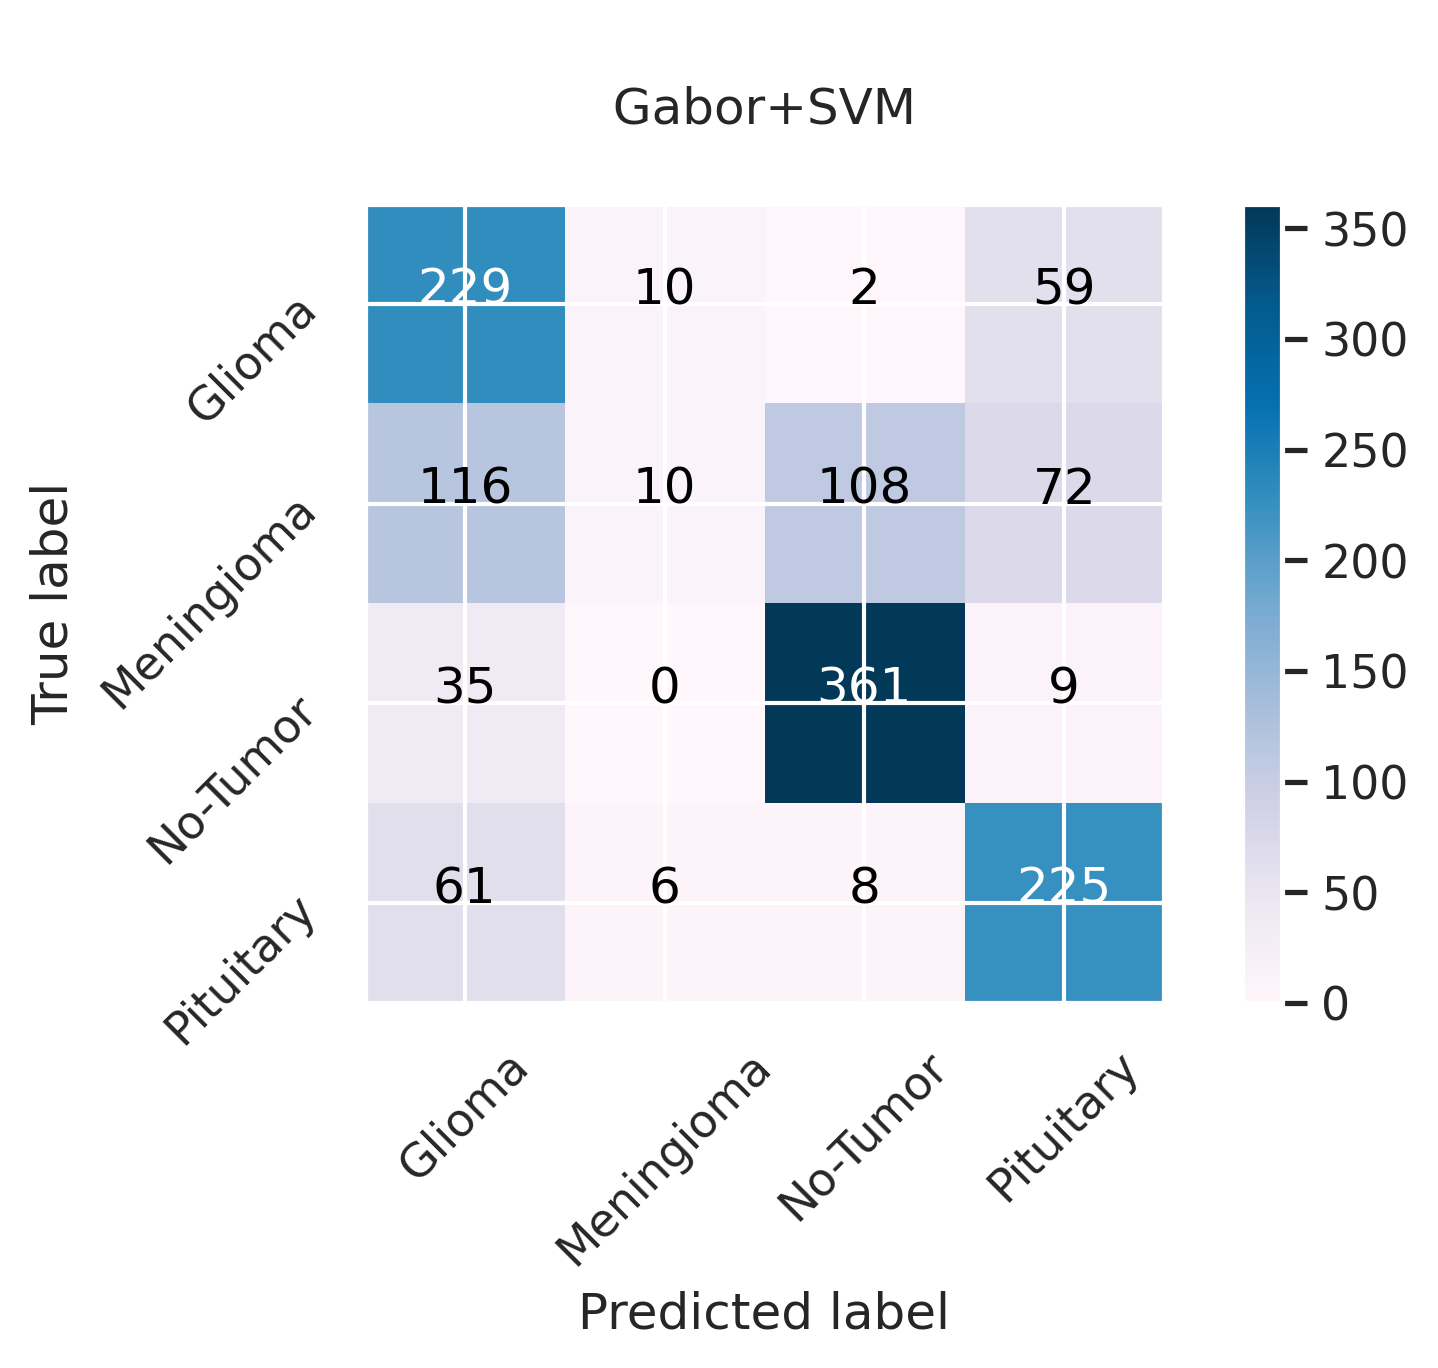 Gabor+SVM
True label
Glioma
229 10 2 59
Meningioma
116 10 108 72
No-Tumor
35 0 361 9
Pituitary
61 6 8 225
Glioma
Meningioma
No-Tumor
Pituitary
Predicted label
350
300
250
200
150
100
50
0